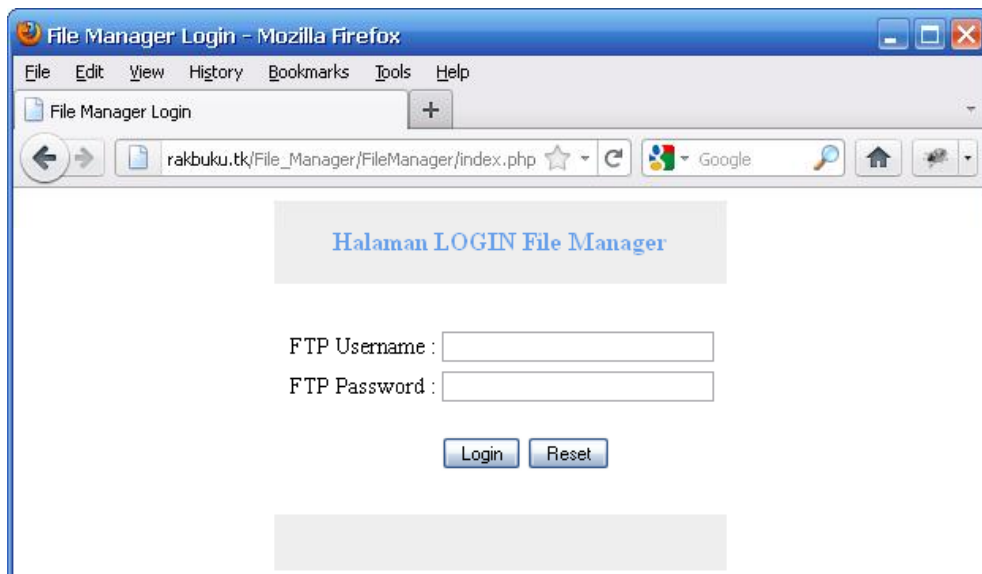 File Manager Login - Mozilla Firefox
File Edit View History Bookmarks Tools Help
File Manager Login +
rakbuku.tk/File_Manager/FileManager/index.php Google
Halaman LOGIN File Manager
FTP Username :
FTP Password :
Login Reset